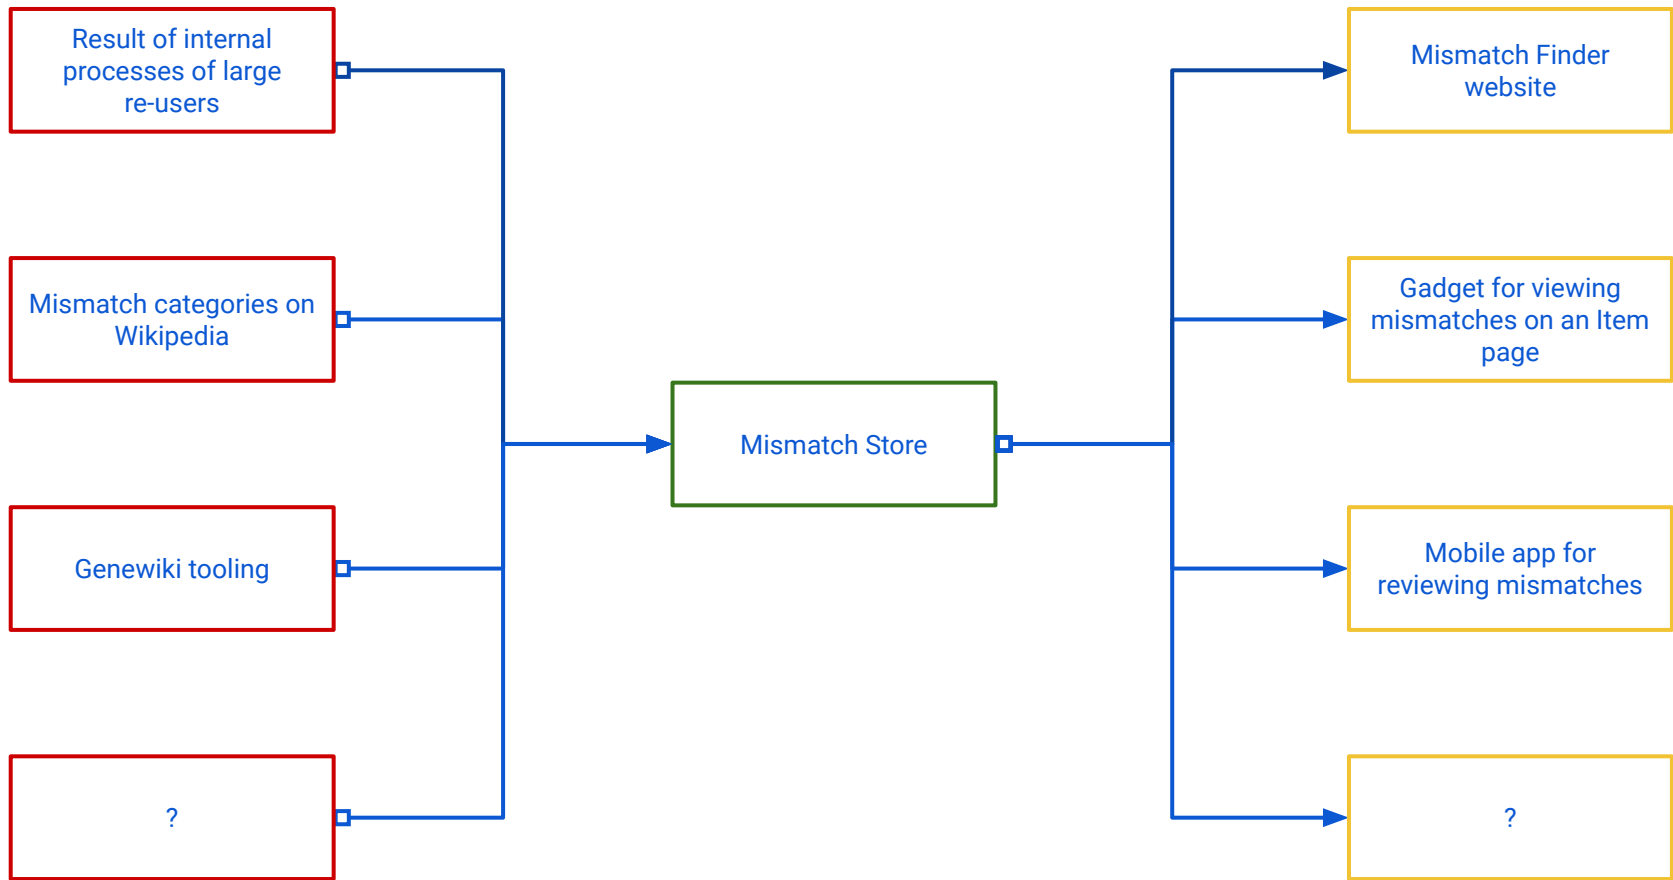 Result of internal
processes of large
re-users
Mismatch categories on
Wikipedia
Genewiki tooling
?
Mismatch Store
Mismatch Finder
website
Gadget for viewing
mismatches on an Item
page
Mobile app for
reviewing mismatches
?